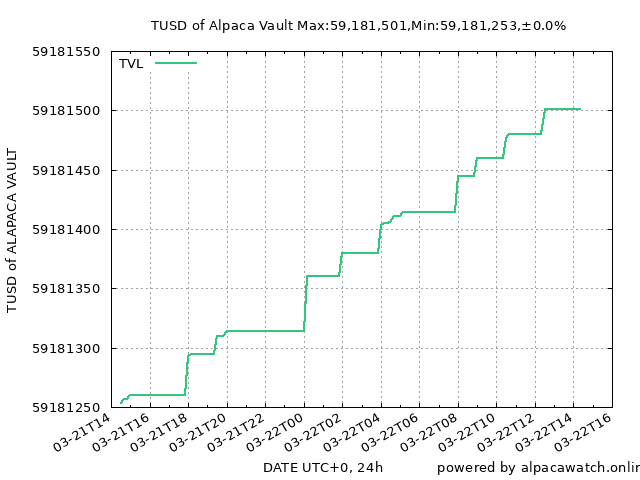 TUSD of Alpaca Vault Max:59,181,501,Min:59,181,253,±0.0%
TVL
59181550
59181500
59181450
59181400
59181350
59181300
59181250
TUSD of ALAPACA VAULT
03-21T14
03-21T16
03-21T18
03-21T20
03-21T22
03-22T00
03-22T02
03-22T04
03-22T06
03-22T08
03-22T10
03-22T12
03-22T14
03-22T16
DATE UTC+0, 24h
powered by alpacawatch.onlin